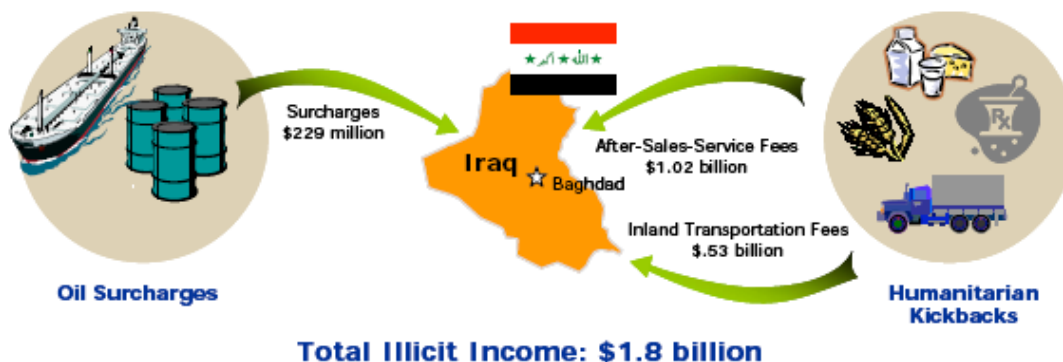 ★الله★اكبر★
Surcharges
$229 million
Iraq
Baghdad
After-Sales-Service Fees
$1.02 billion
Inland Transportation Fees
$.53 billion
Rx
Oil Surcharges
Humanitarian
Kickbacks
Total Illicit Income: $1.8 billion